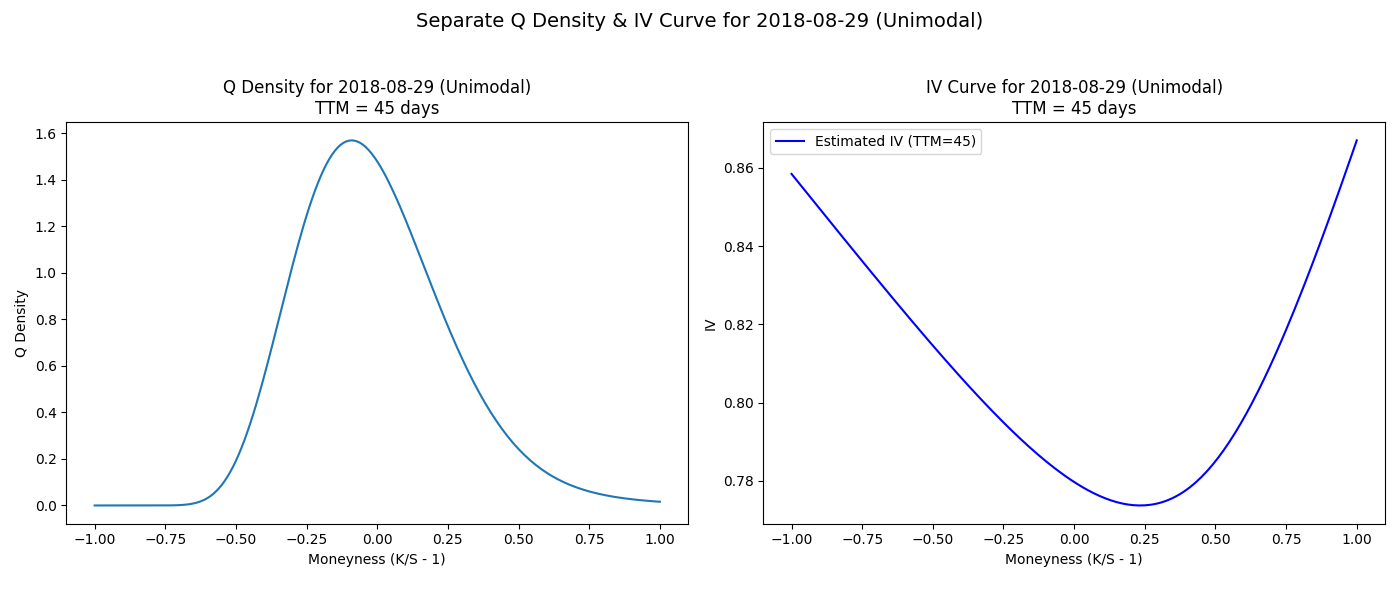 Separate Q Density & IV Curve for 2018-08-29 (Unimodal)
Q Density for 2018-08-29 (Unimodal)
TTM = 45 days
1.6
1.4
1.2
1.0
0.8
0.6
0.4
0.2
0.0
Q Density
−1.00 −0.75 −0.50 −0.25 0.00 0.25 0.50 0.75 1.00
Moneyness (K/S - 1)
IV Curve for 2018-08-29 (Unimodal)
TTM = 45 days
Estimated IV (TTM=45)
0.86
0.84
0.82
0.80
0.78
IV
−1.00 −0.75 −0.50 −0.25 0.00 0.25 0.50 0.75 1.00
Moneyness (K/S - 1)